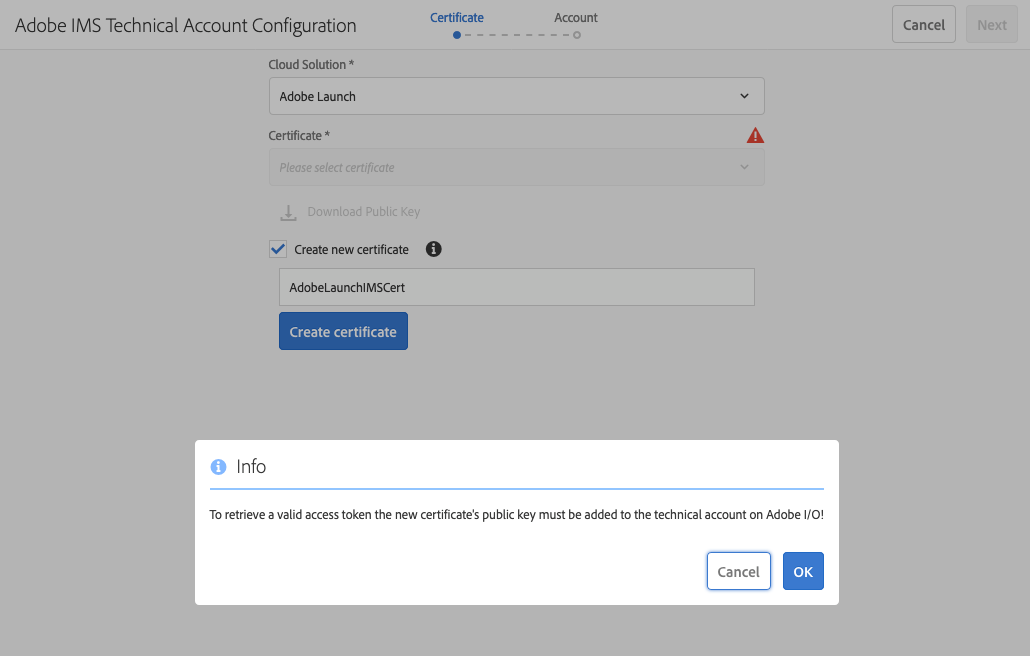 Adobe IMS Technical Account Configuration
Certificate
Account
Cancel
Next
Cloud Solution *
Adobe Launch
Certificate *
Please select certificate
Download Public Key
Create new certificate
AdobeLaunchIMSCert
Create certificate
Info
To retrieve a valid access token the new certificate's public key must be added to the technical account on Adobe I/O!
Cancel
OK